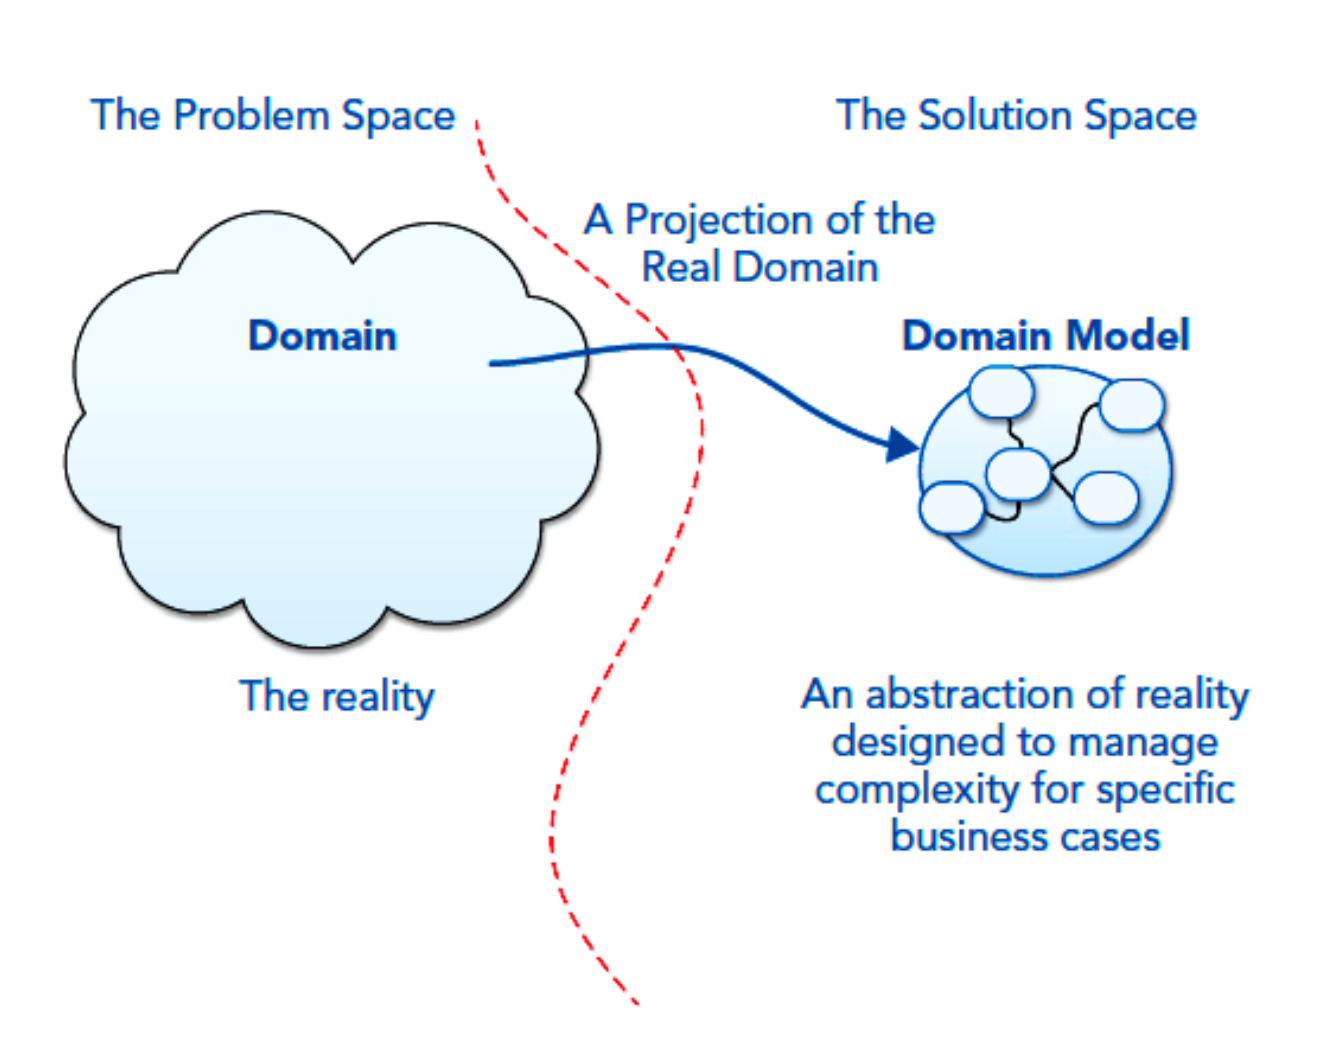 The Problem Space
The Solution Space
A Projection of the
Real Domain
Domain
Domain Model
The reality
An abstraction of reality
designed to manage
complexity for specific
business cases